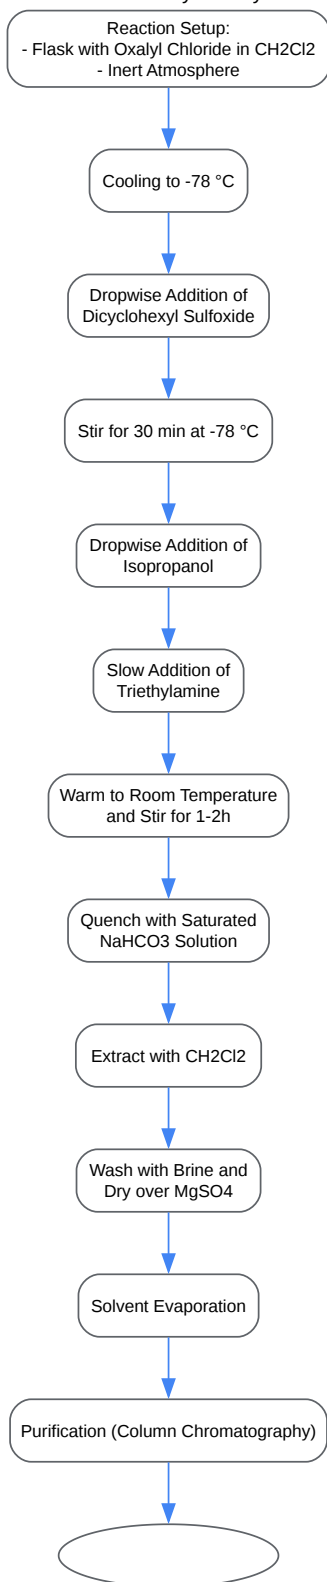 Reaction Setup:
- Flask with Oxalyl Chloride in CH2Cl2
- Inert Atmosphere
Cooling to -78 °C
Dropwise Addition of
Dicyclohexyl Sulfoxide
Stir for 30 min at -78 °C
Dropwise Addition of
Isopropanol
Slow Addition of
Triethylamine
Warm to Room Temperature
and Stir for 1-2h
Quench with Saturated
NaHCO3 Solution
Extract with CH2Cl2
Wash with Brine and
Dry over MgSO4
Solvent Evaporation
Purification (Column Chromatography)